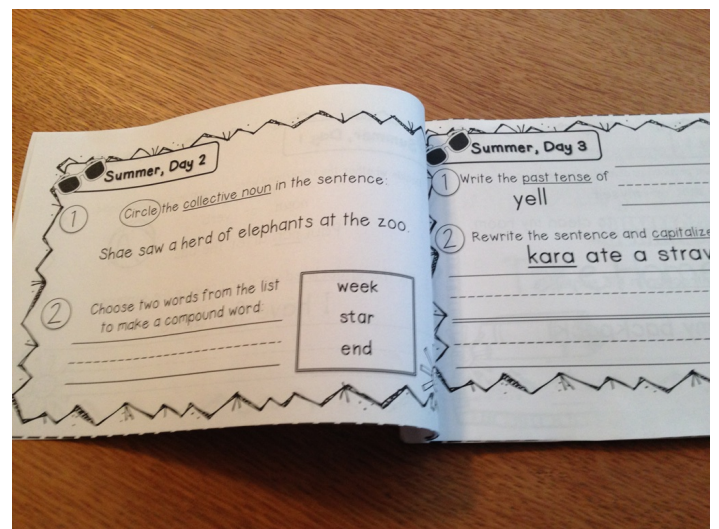 Summer, Day 2
1
Circle the collective noun in the sentence:
Shae saw a herd of elephants at the zoo.
2
Choose two words from the list
to make a compound word:
week
star
end
Summer, Day 3
1 Write the past tense of
yell
2 Rewrite the sentence and capitalize
kara ate a